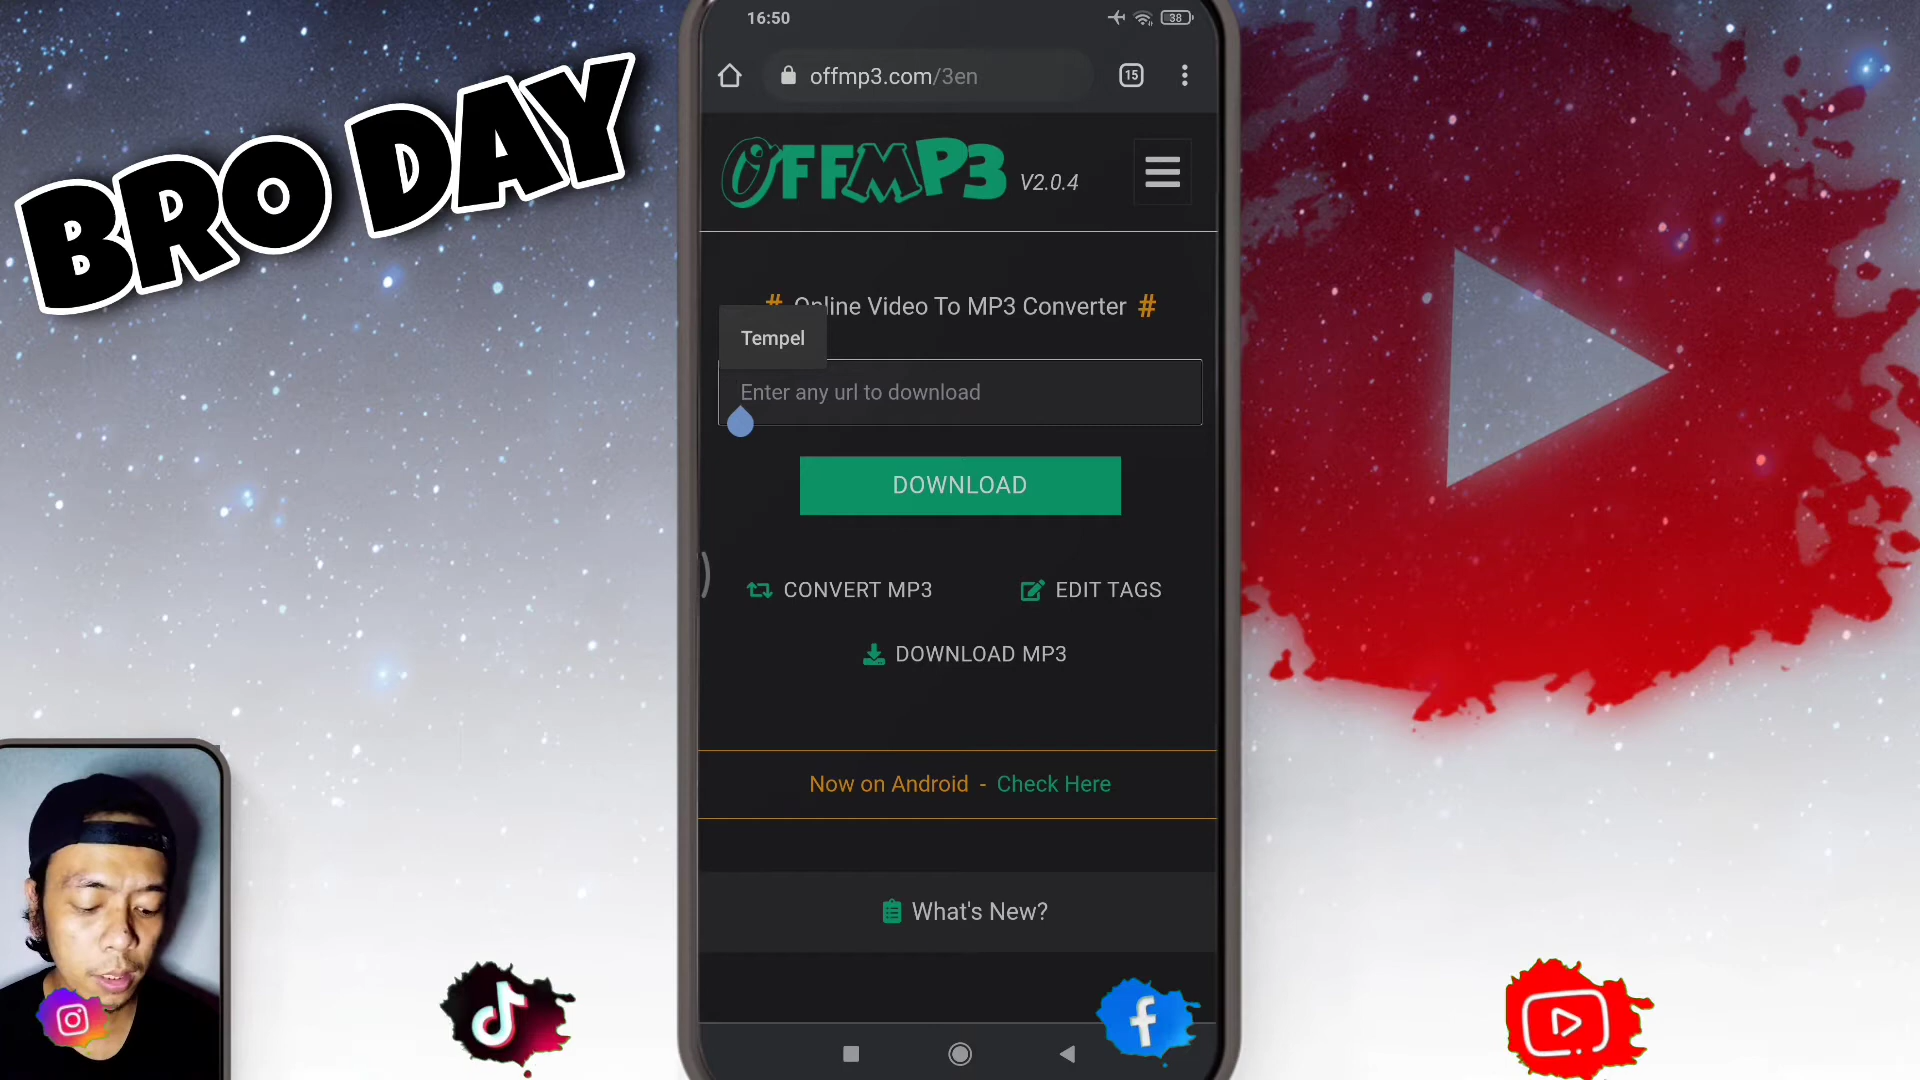 BRO DAY
16:50
38
offmp3.com/3en
15
OFFMP3 V2.0.4
# Online Video To MP3 Converter #
Tempel
Enter any url to download
DOWNLOAD
CONVERT MP3
EDIT TAGS
DOWNLOAD MP3
Now on Android - Check Here
What's New?